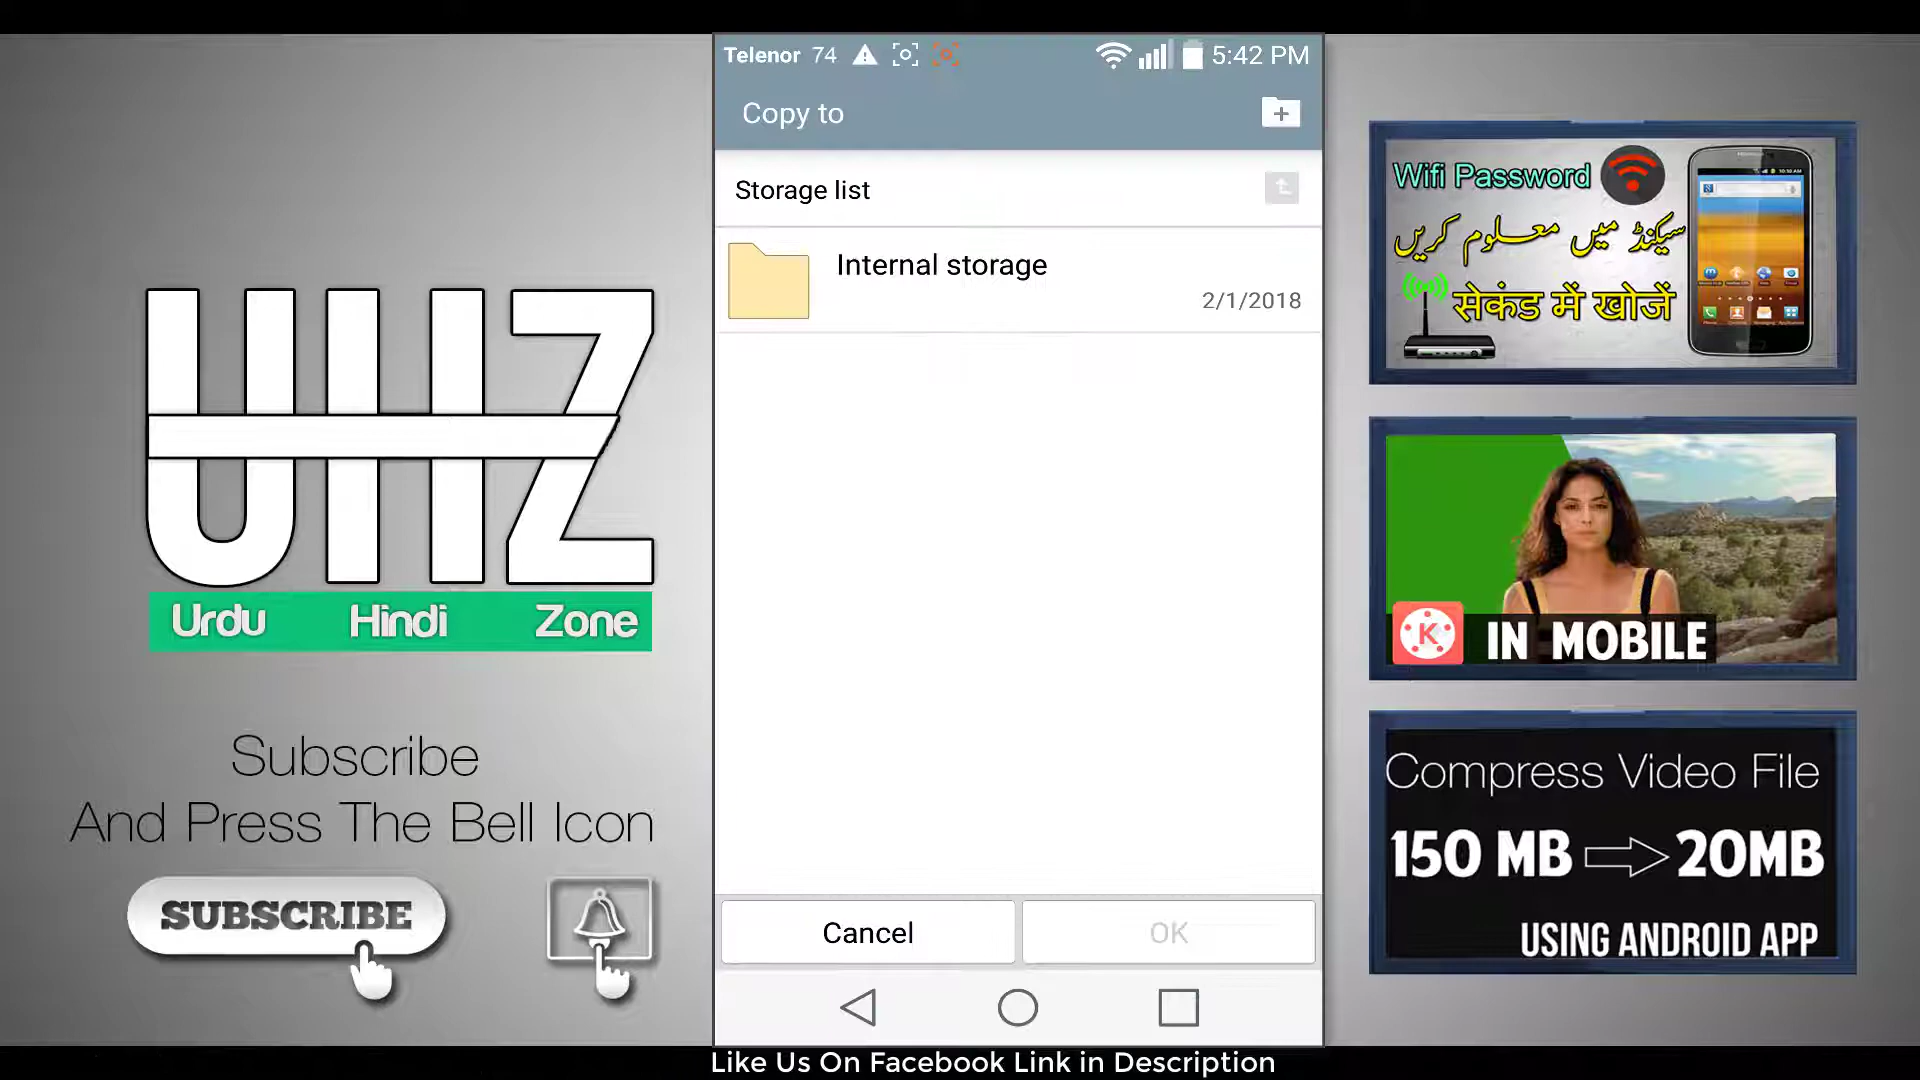 Telenor 74 5:42 PM
Copy to
Storage list
Internal storage
2/1/2018
Cancel
OK
UHZ
Urdu Hindi Zone
Subscribe
And Press The Bell Icon
SUBSCRIBE
Wifi Password
سیکنڈ میں معلوم کریں
सेकंड में खोजें
K
IN MOBILE
Compress Video File
150 MB 20MB
USING ANDROID APP
Like Us On Facebook Link in Description